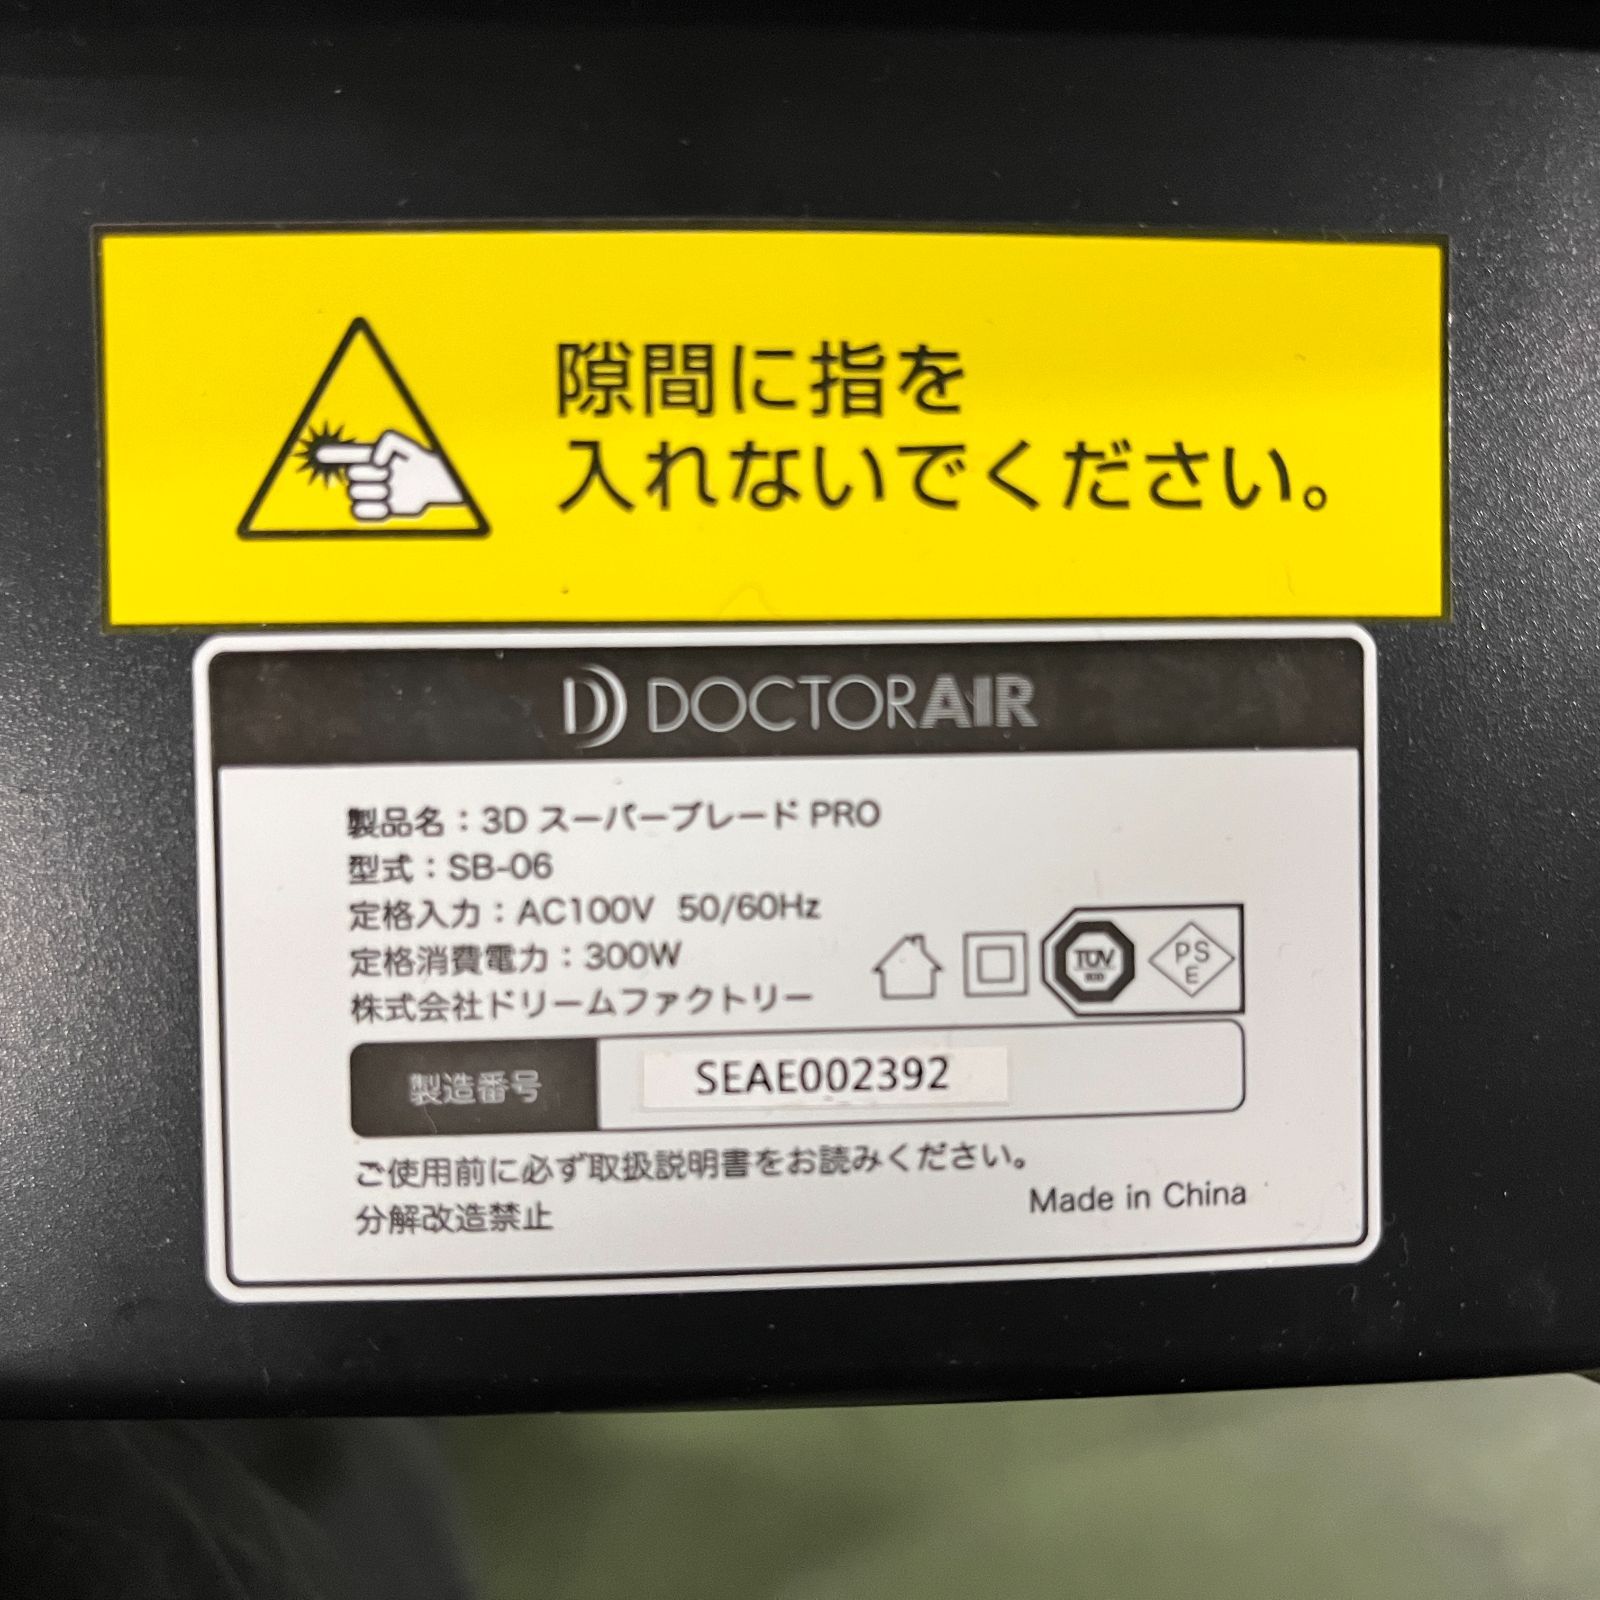 隙間に指を
入れないでください。
DOCTORAIR
製品名：3D スーパーブレード PRO
型式：SB-06
定格入力：AC100V 50/60Hz
定格消費電力：300W
株式会社ドリームファクトリー
TÜV
PS
E
製造番号 SEAE002392
ご使用前に必ず取扱説明書をお読みください。
分解改造禁止
Made in China